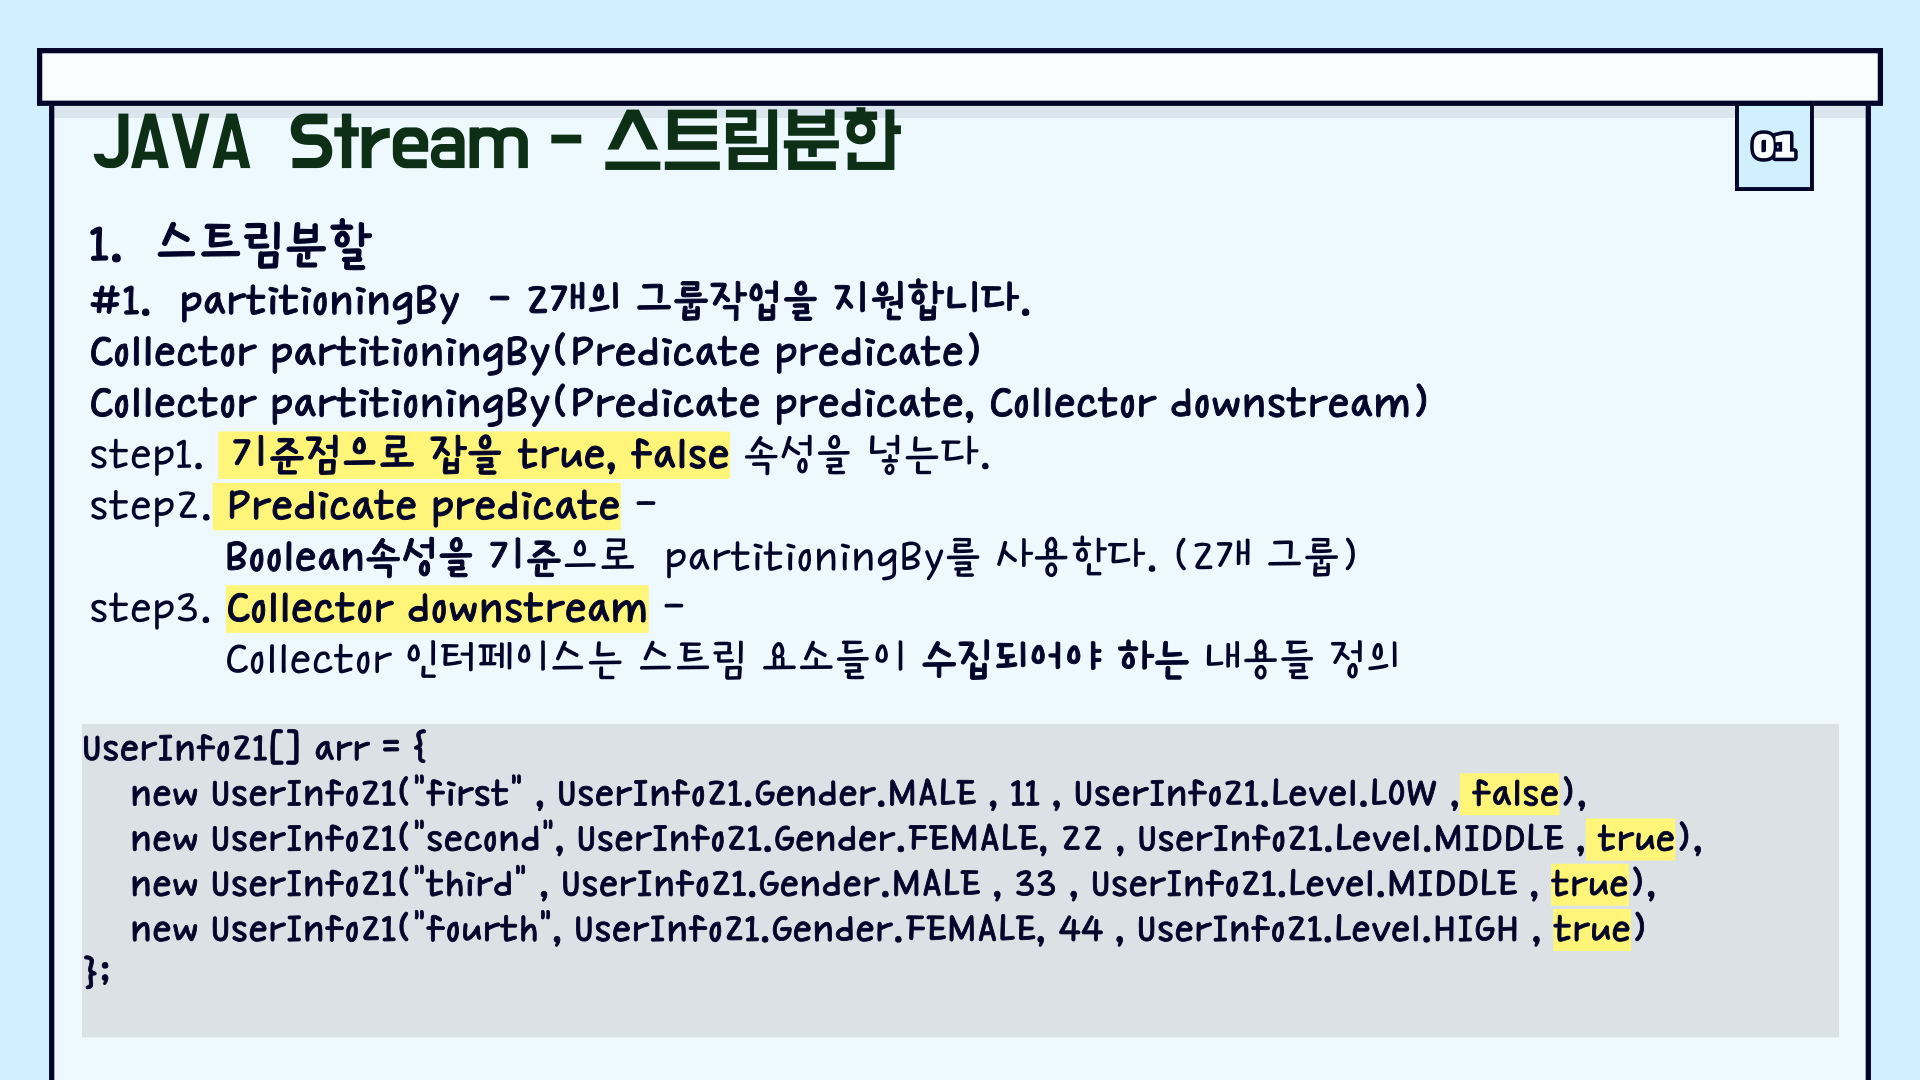 JAVA Stream - 스트림분한
01
1. 스트림분할
#1. partitioningBy - 2개의 그룹작업을 지원합니다.
Collector partitioningBy(Predicate predicate)
Collector partitioningBy(Predicate predicate, Collector downstream)
step1. 기준점으로 잡을 true, false 속성을 넣는다.
step2. Predicate predicate -
Boolean속성을 기준으로 partitioningBy를 사용한다. (2개 그룹)
step3. Collector downstream -
Collector 인터페이스는 스트림 요소들이 수집되어야 하는 내용들 정의
UserInfo21[] arr = {
new UserInfo21("first" , UserInfo21.Gender.MALE , 11 , UserInfo21.Level.LOW , false),
new UserInfo21("second", UserInfo21.Gender.FEMALE, 22 , UserInfo21.Level.MIDDLE , true),
new UserInfo21("third" , UserInfo21.Gender.MALE , 33 , UserInfo21.Level.MIDDLE , true),
new UserInfo21("fourth", UserInfo21.Gender.FEMALE, 44 , UserInfo21.Level.HIGH , true)
};